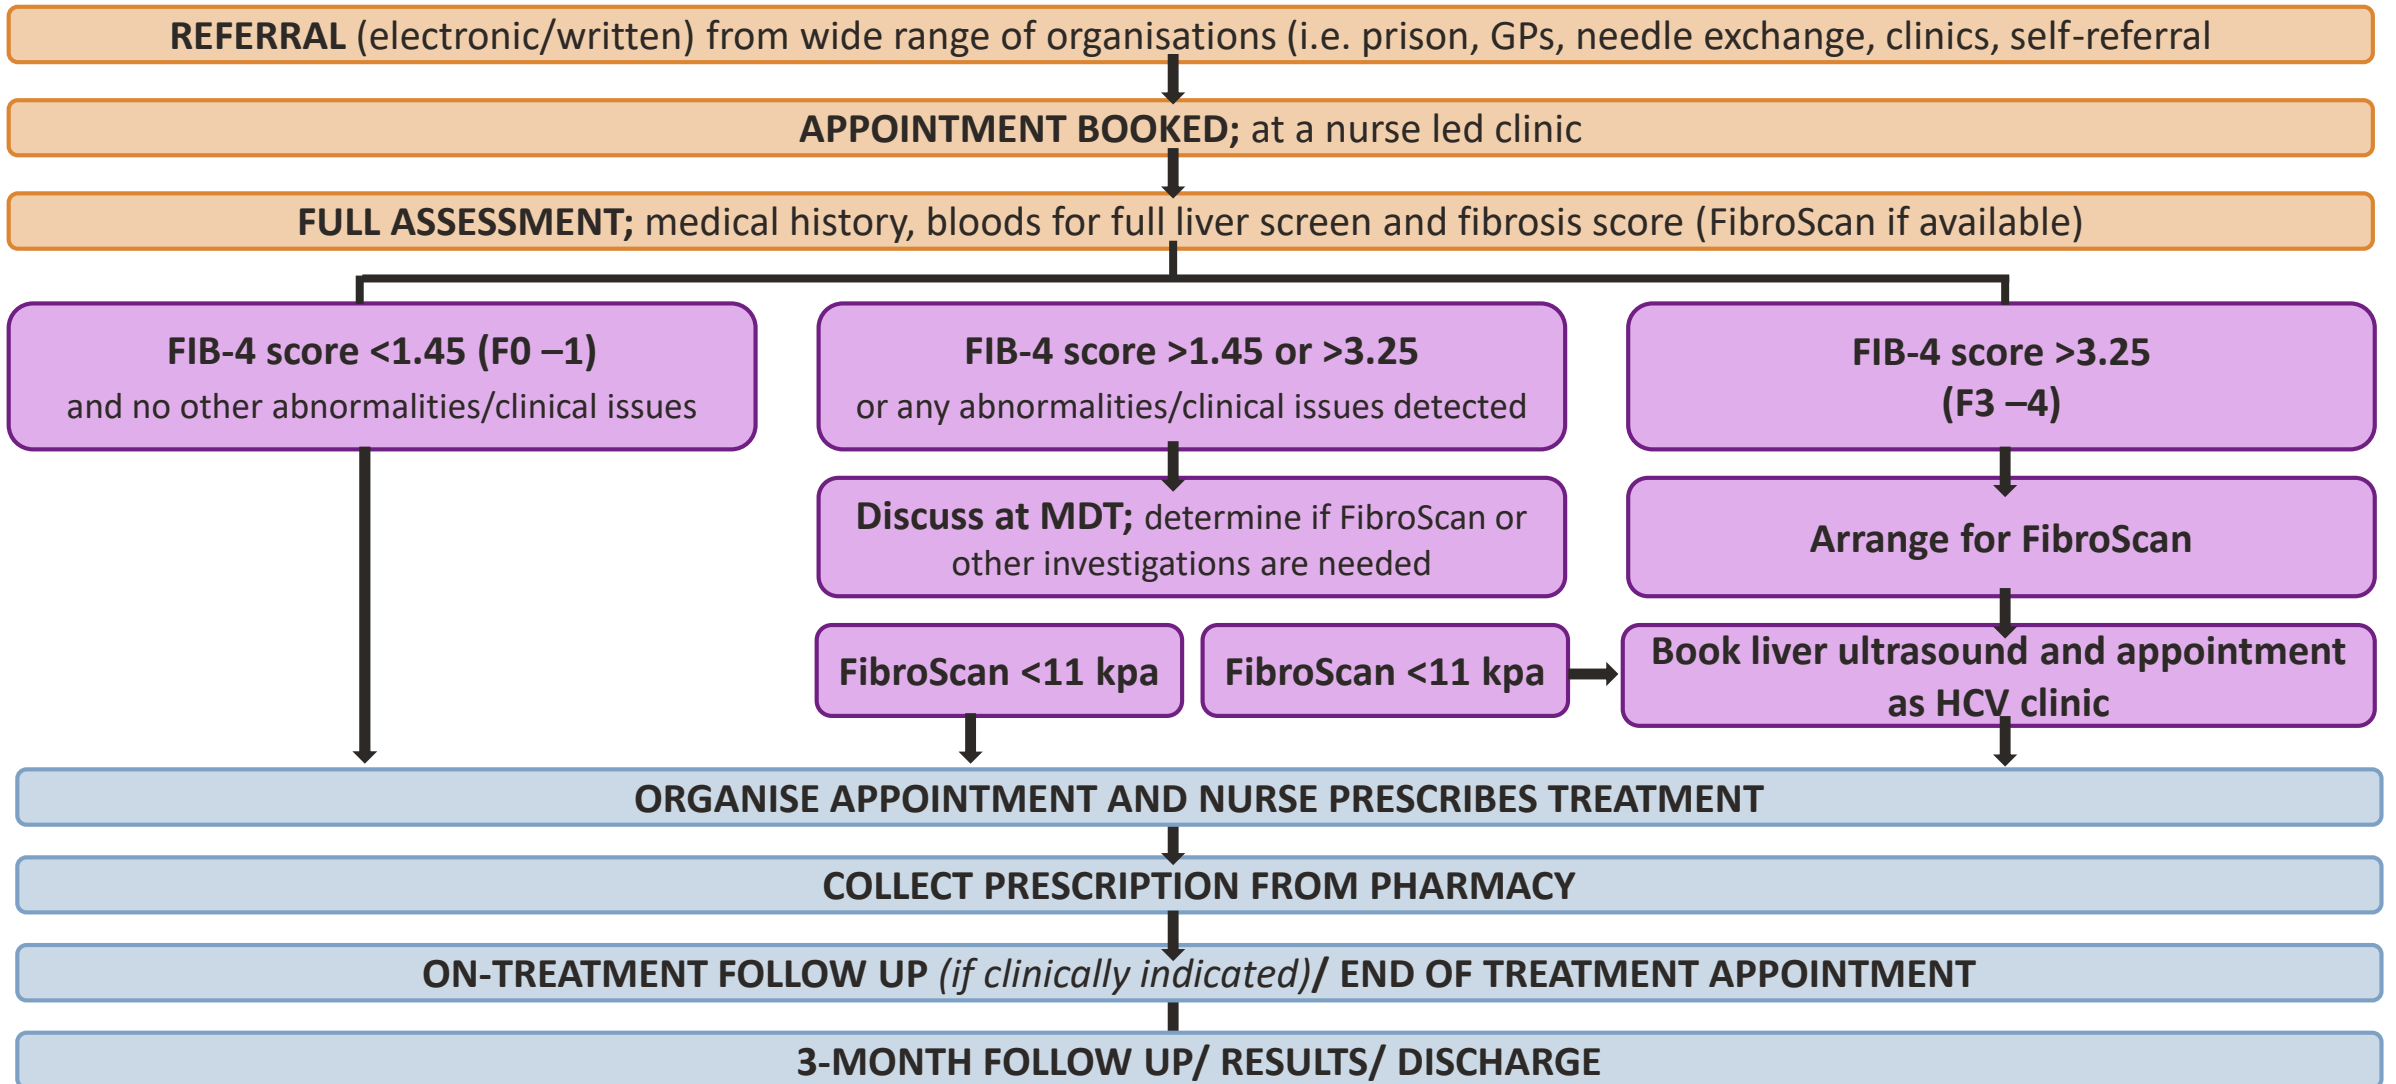 REFERRAL (electronic/written) from wide range of organisations (i.e. prison, GPs, needle exchange, clinics, self-referral
APPOINTMENT BOOKED; at a nurse led clinic
FULL ASSESSMENT; medical history, bloods for full liver screen and fibrosis score (FibroScan if available)
FIB-4 score <1.45 (F0 –1)
and no other abnormalities/clinical issues
FIB-4 score >1.45 or >3.25
or any abnormalities/clinical issues detected
FIB-4 score >3.25
(F3 –4)
Discuss at MDT; determine if FibroScan or
other investigations are needed
Arrange for FibroScan
FibroScan <11 kpa
FibroScan <11 kpa
Book liver ultrasound and appointment
as HCV clinic
ORGANISE APPOINTMENT AND NURSE PRESCRIBES TREATMENT
COLLECT PRESCRIPTION FROM PHARMACY
ON-TREATMENT FOLLOW UP (if clinically indicated)/ END OF TREATMENT APPOINTMENT
3-MONTH FOLLOW UP/ RESULTS/ DISCHARGE